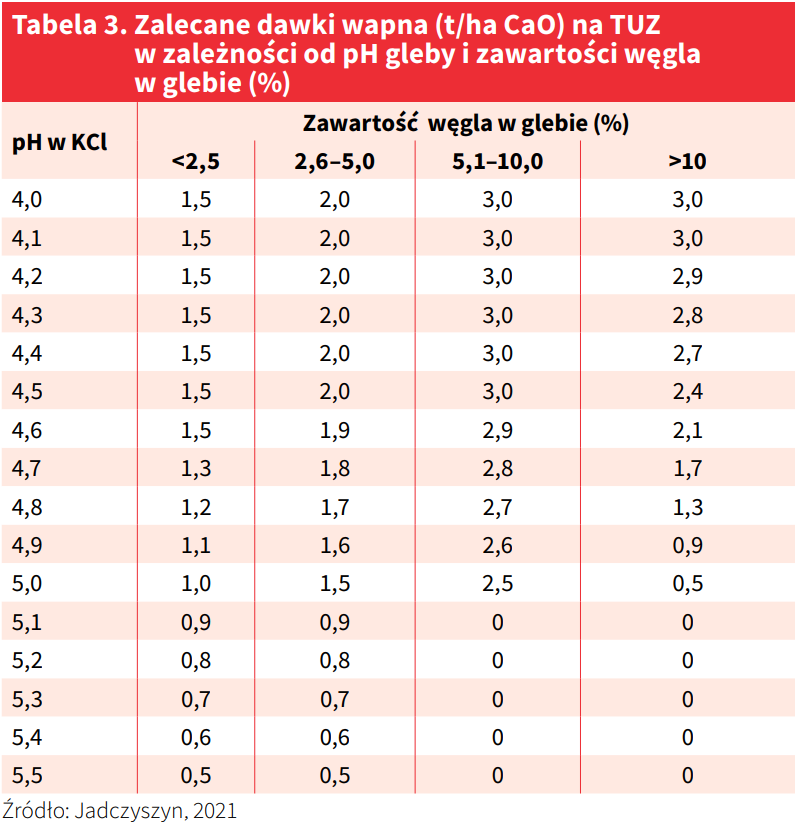 Tabela 3. Zalecane dawki wapna (t/ha CaO) na TUZ
w zależności od pH gleby i zawartości węgla
w glebie (%)
pH w KCl
Zawartość węgla w glebie (%)
<2,5 2,6–5,0 5,1–10,0 >10
4,0 1,5 2,0 3,0 3,0
4,1 1,5 2,0 3,0 3,0
4,2 1,5 2,0 3,0 2,9
4,3 1,5 2,0 3,0 2,8
4,4 1,5 2,0 3,0 2,7
4,5 1,5 2,0 3,0 2,4
4,6 1,5 1,9 2,9 2,1
4,7 1,3 1,8 2,8 1,7
4,8 1,2 1,7 2,7 1,3
4,9 1,1 1,6 2,6 0,9
5,0 1,0 1,5 2,5 0,5
5,1 0,9 0,9 0 0
5,2 0,8 0,8 0 0
5,3 0,7 0,7 0 0
5,4 0,6 0,6 0 0
5,5 0,5 0,5 0 0
Źródło: Jadczyszyn, 2021